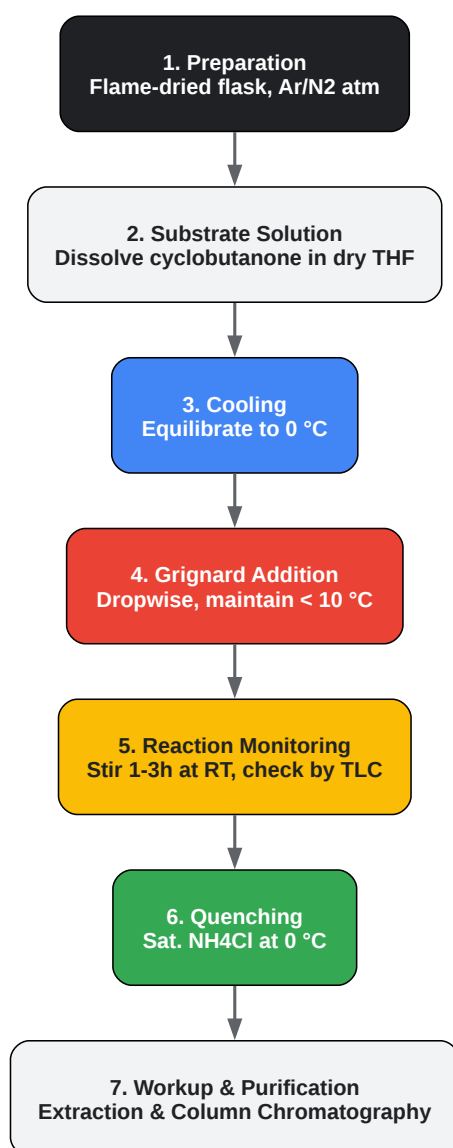 1. Preparation
Flame-dried flask, Ar/N2 atm
2. Substrate Solution
Dissolve cyclobutanone in dry THF
3. Cooling
Equilibrate to 0 °C
4. Grignard Addition
Dropwise, maintain < 10 °C
5. Reaction Monitoring
Stir 1-3h at RT, check by TLC
6. Quenching
Sat. NH4Cl at 0 °C
7. Workup & Purification
Extraction & Column Chromatography